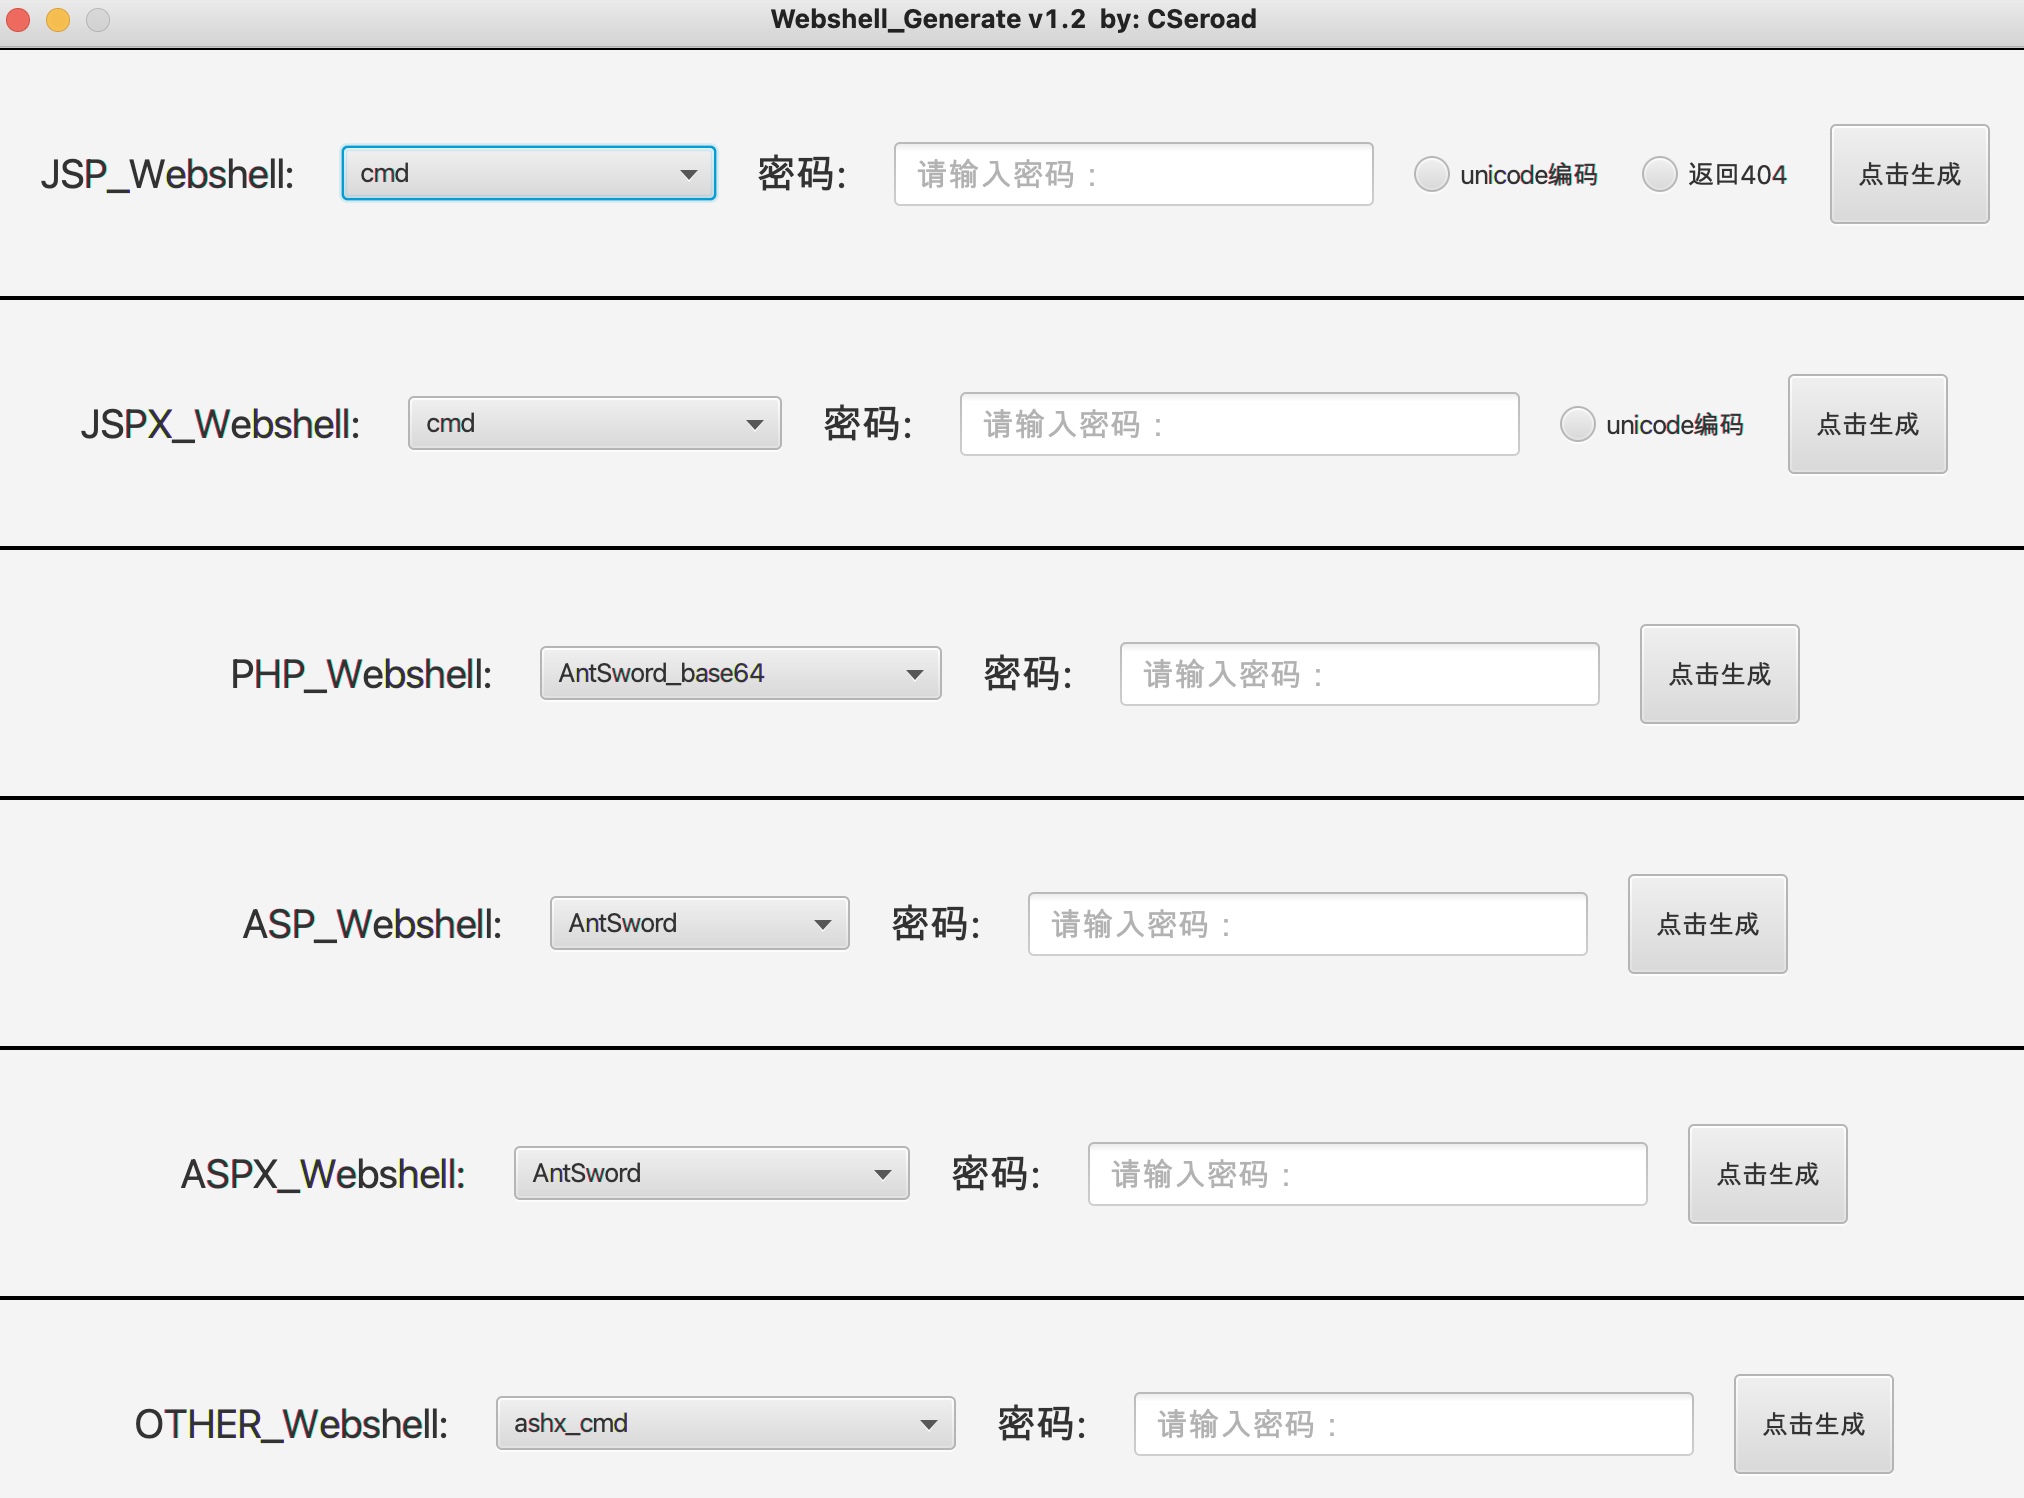 Webshell_Generate v1.2 by: CSeroad
JSP_Webshell: cmd 密码: 请输入密码： unicode编码 返回404 点击生成
JSPX_Webshell: cmd 密码: 请输入密码： unicode编码 点击生成
PHP_Webshell: AntSword_base64 密码: 请输入密码： 点击生成
ASP_Webshell: AntSword 密码: 请输入密码： 点击生成
ASPX_Webshell: AntSword 密码: 请输入密码： 点击生成
OTHER_Webshell: ashx_cmd 密码: 请输入密码： 点击生成